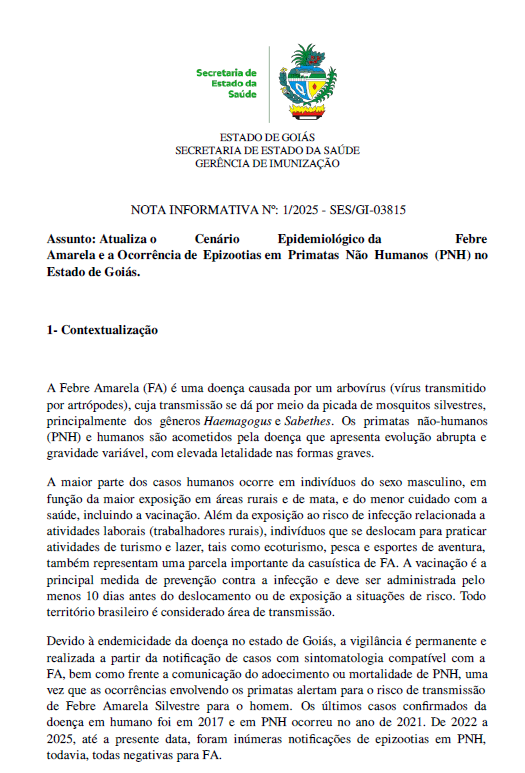 Secretaria de
Estado da
Saúde
ESTADO DE GOIÁS
SECRETARIA DE ESTADO DA SAÚDE
GERÊNCIA DE IMUNIZAÇÃO
NOTA INFORMATIVA Nº: 1/2025 - SES/GI-03815
Assunto: Atualiza o Cenário Epidemiológico da Febre
Amarela e a Ocorrência de Epizootias em Primatas Não Humanos (PNH) no
Estado de Goiás.
1- Contextualização
A Febre Amarela (FA) é uma doença causada por um arbovírus (vírus transmitido
por artrópodes), cuja transmissão se dá por meio da picada de mosquitos silvestres,
principalmente dos gêneros Haemagogus e Sabethes. Os primatas não-humanos
(PNH) e humanos são acometidos pela doença que apresenta evolução abrupta e
gravidade variável, com elevada letalidade nas formas graves.
A maior parte dos casos humanos ocorre em indivíduos do sexo masculino, em
função da maior exposição em áreas rurais e de mata, e do menor cuidado com a
saúde, incluindo a vacinação. Além da exposição ao risco de infecção relacionada a
atividades laborais (trabalhadores rurais), indivíduos que se deslocam para praticar
atividades de turismo e lazer, tais como ecoturismo, pesca e esportes de aventura,
também representam uma parcela importante da casuística de FA. A vacinação é a
principal medida de prevenção contra a infecção e deve ser administrada pelo
menos 10 dias antes do deslocamento ou de exposição a situações de risco. Todo
território brasileiro é considerado área de transmissão.
Devido à endemicidade da doença no estado de Goiás, a vigilância é permanente e
realizada a partir da notificação de casos com sintomatologia compatível com a
FA, bem como frente a comunicação do adoecimento ou mortalidade de PNH, uma
vez que as ocorrências envolvendo os primatas alertam para o risco de transmissão
de Febre Amarela Silvestre para o homem. Os últimos casos confirmados da
doença em humano foi em 2017 e em PNH ocorreu no ano de 2021. De 2022 a
2025, até a presente data, foram inúmeras notificações de epizootias em PNH,
todavia, todas negativas para FA.